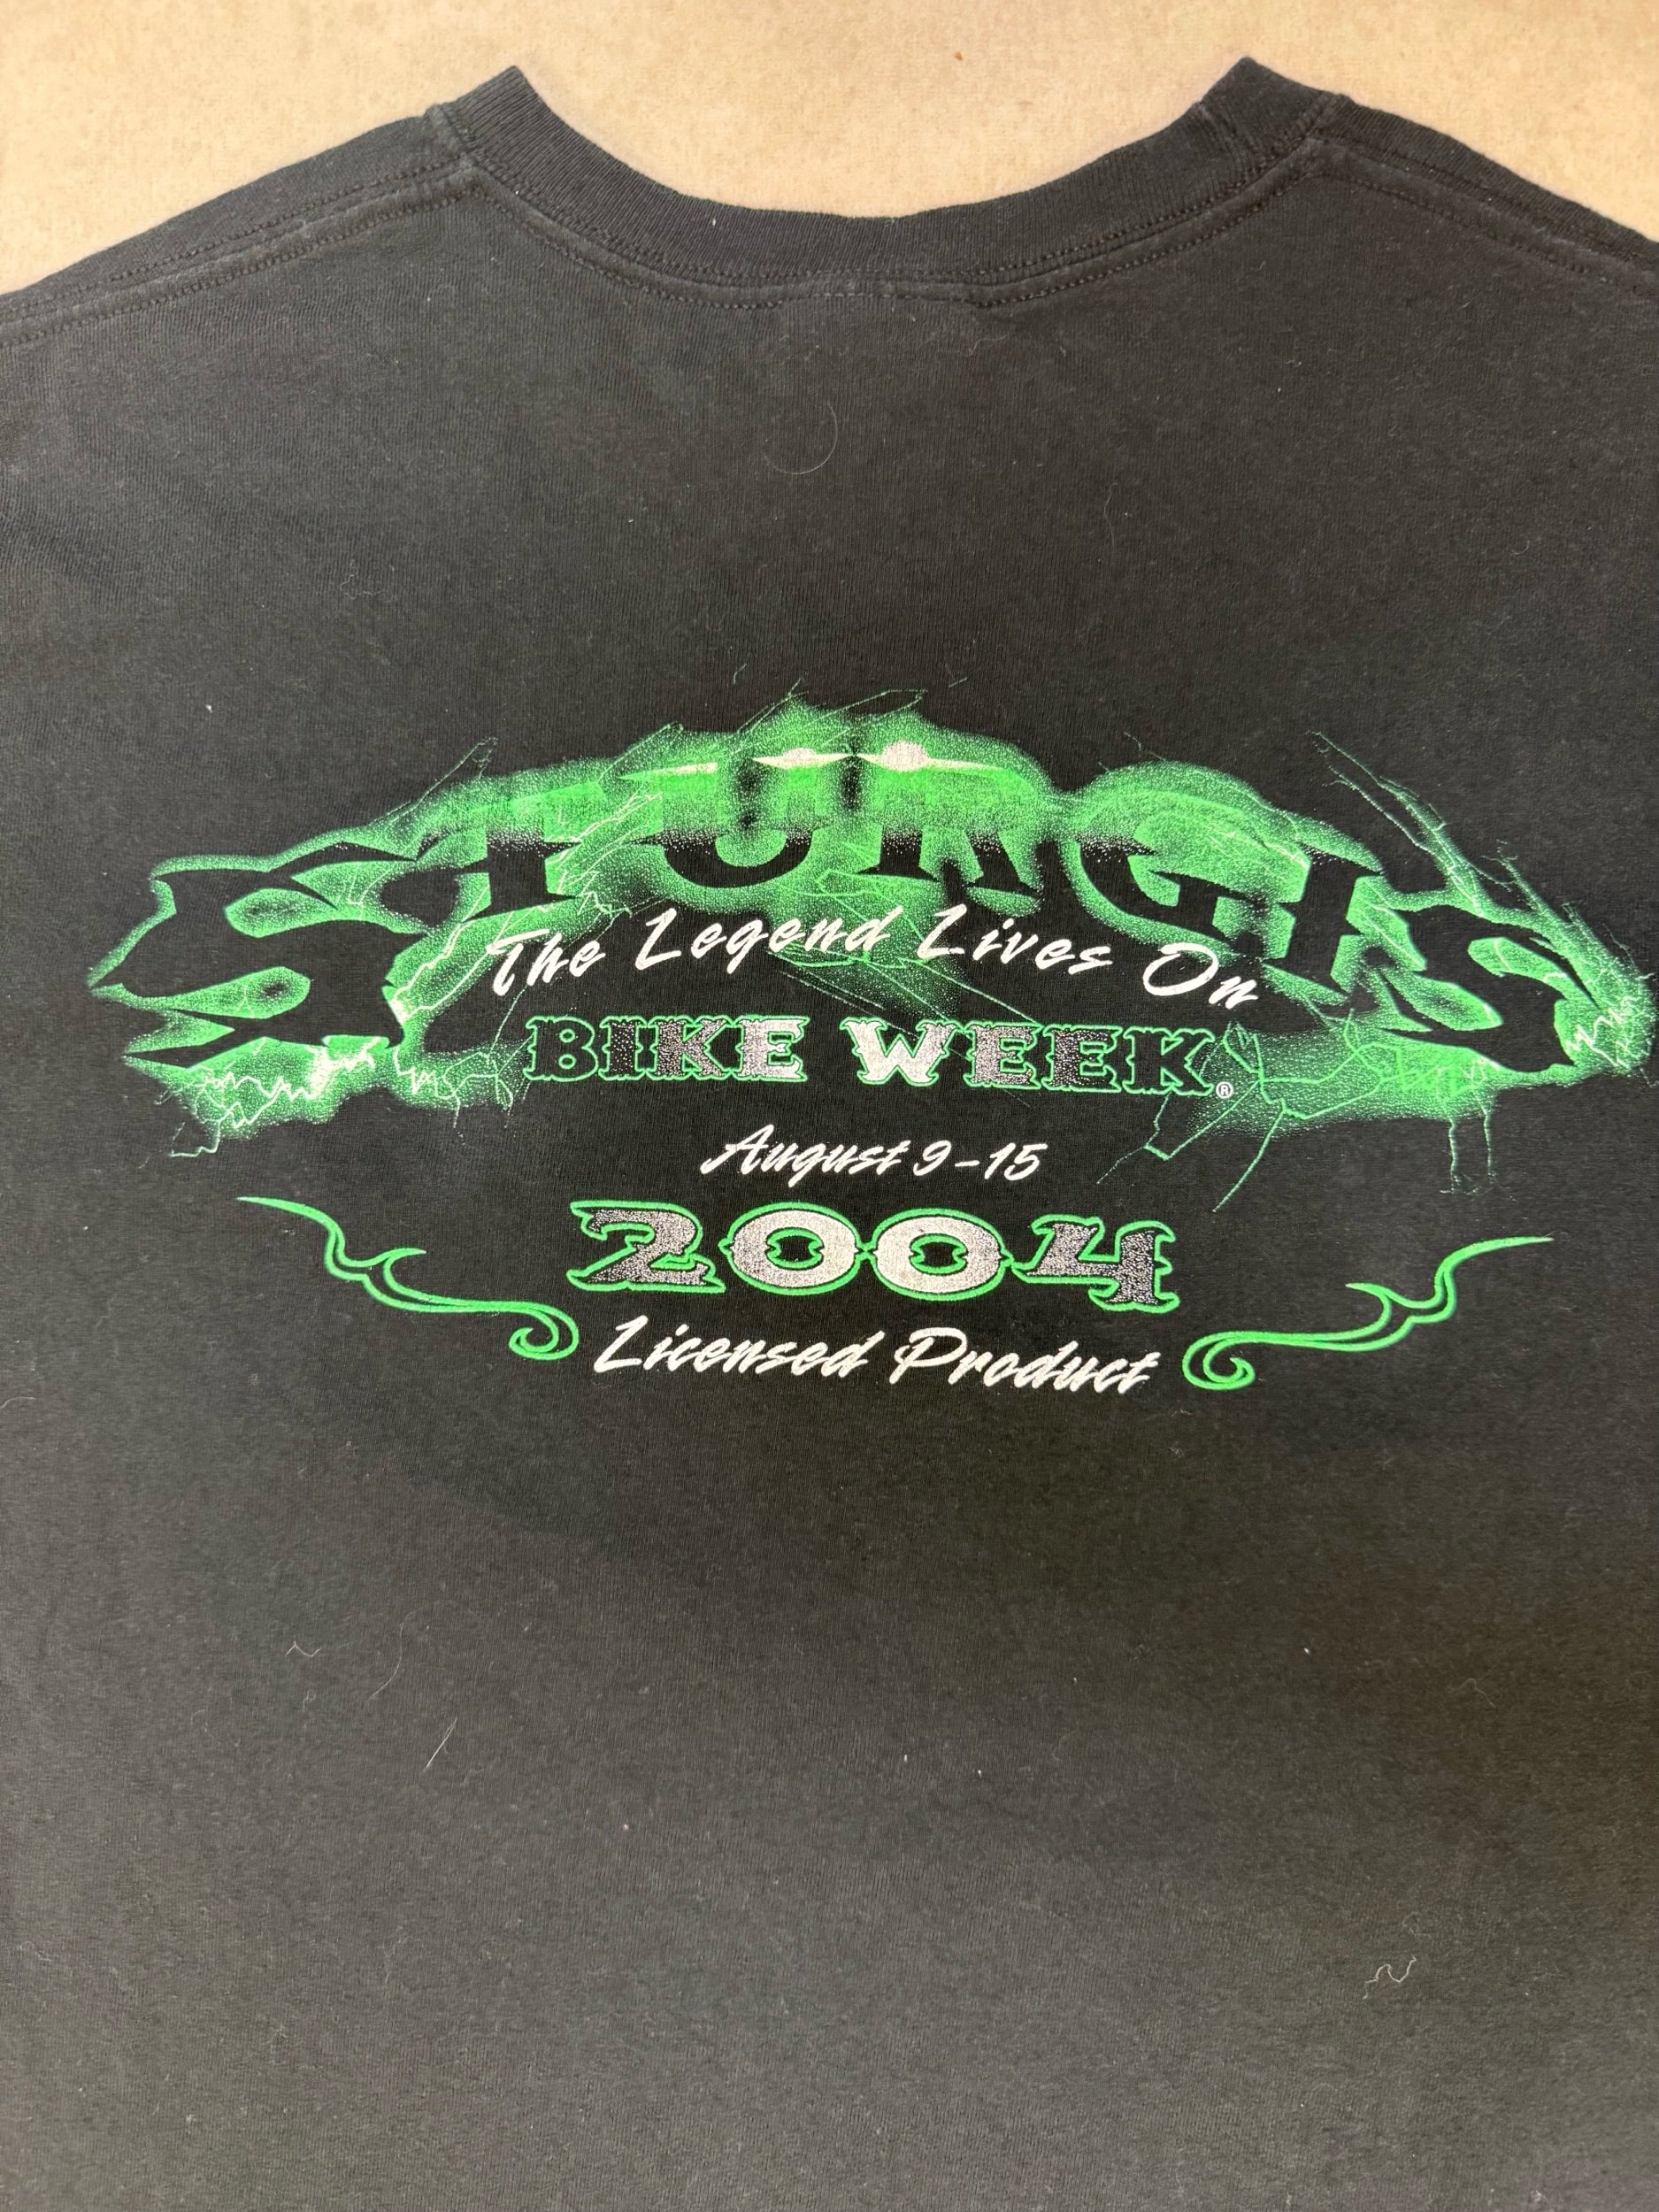 STURGIS
The Legend Lives On
BIKE WEEK®
August 9-15
2004
Licensed Product